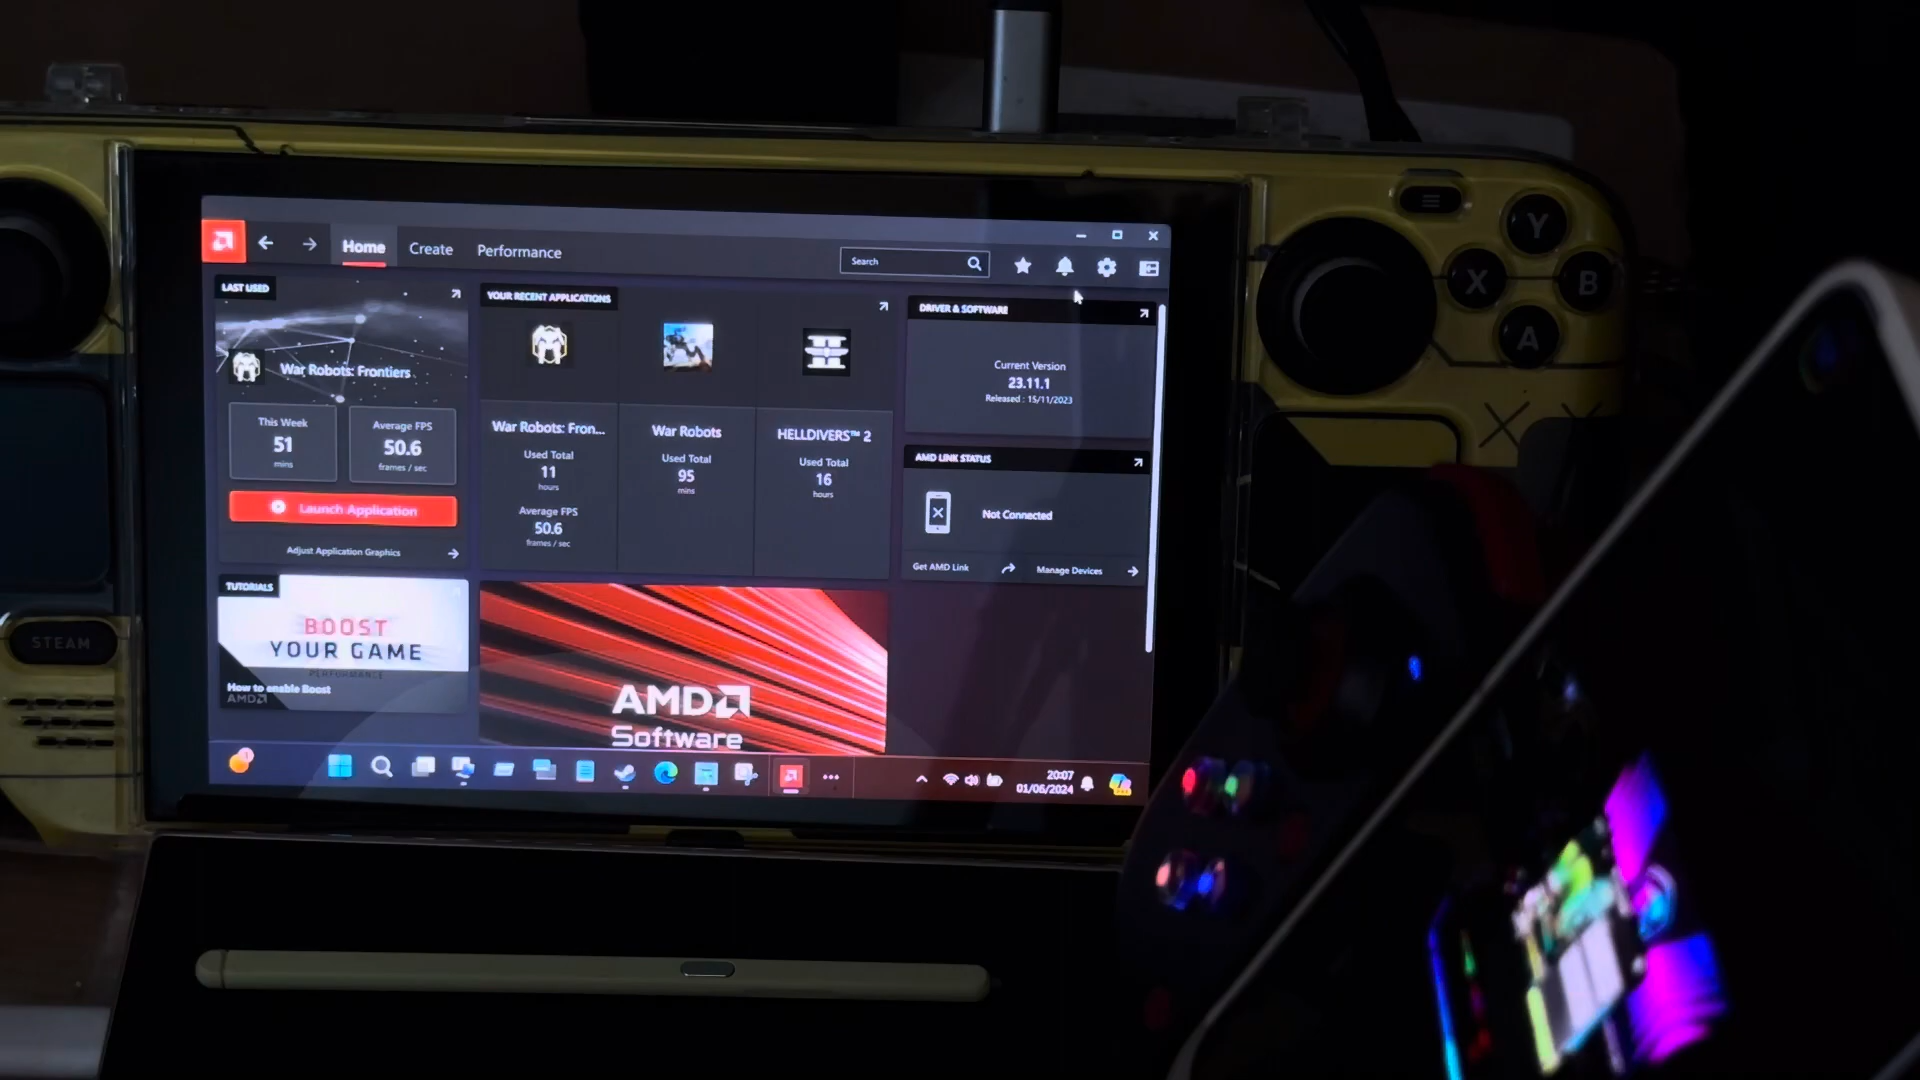 Home
Create
Performance
Search
LAST USED
War Robots: Frontiers
This Week
51
mins
Average FPS
50.6
frames / sec
Launch Application
Adjust Application Graphics
YOUR RECENT APPLICATIONS
War Robots: Fron...
Used Total
11
hours
Average FPS
50.6
frames / sec
War Robots
Used Total
95
mins
HELLDIVERS™ 2
Used Total
16
hours
DRIVER & SOFTWARE
Current Version
23.11.1
Released : 15/11/2023
AMD LINK STATUS
Not Connected
Get AMD Link
Manage Devices
TUTORIALS
BOOST
YOUR GAME
PERFORMANCE
How to enable Boost
AMD
AMD
Software
20:07
01/06/2024
STEAM
Y
X
B
A